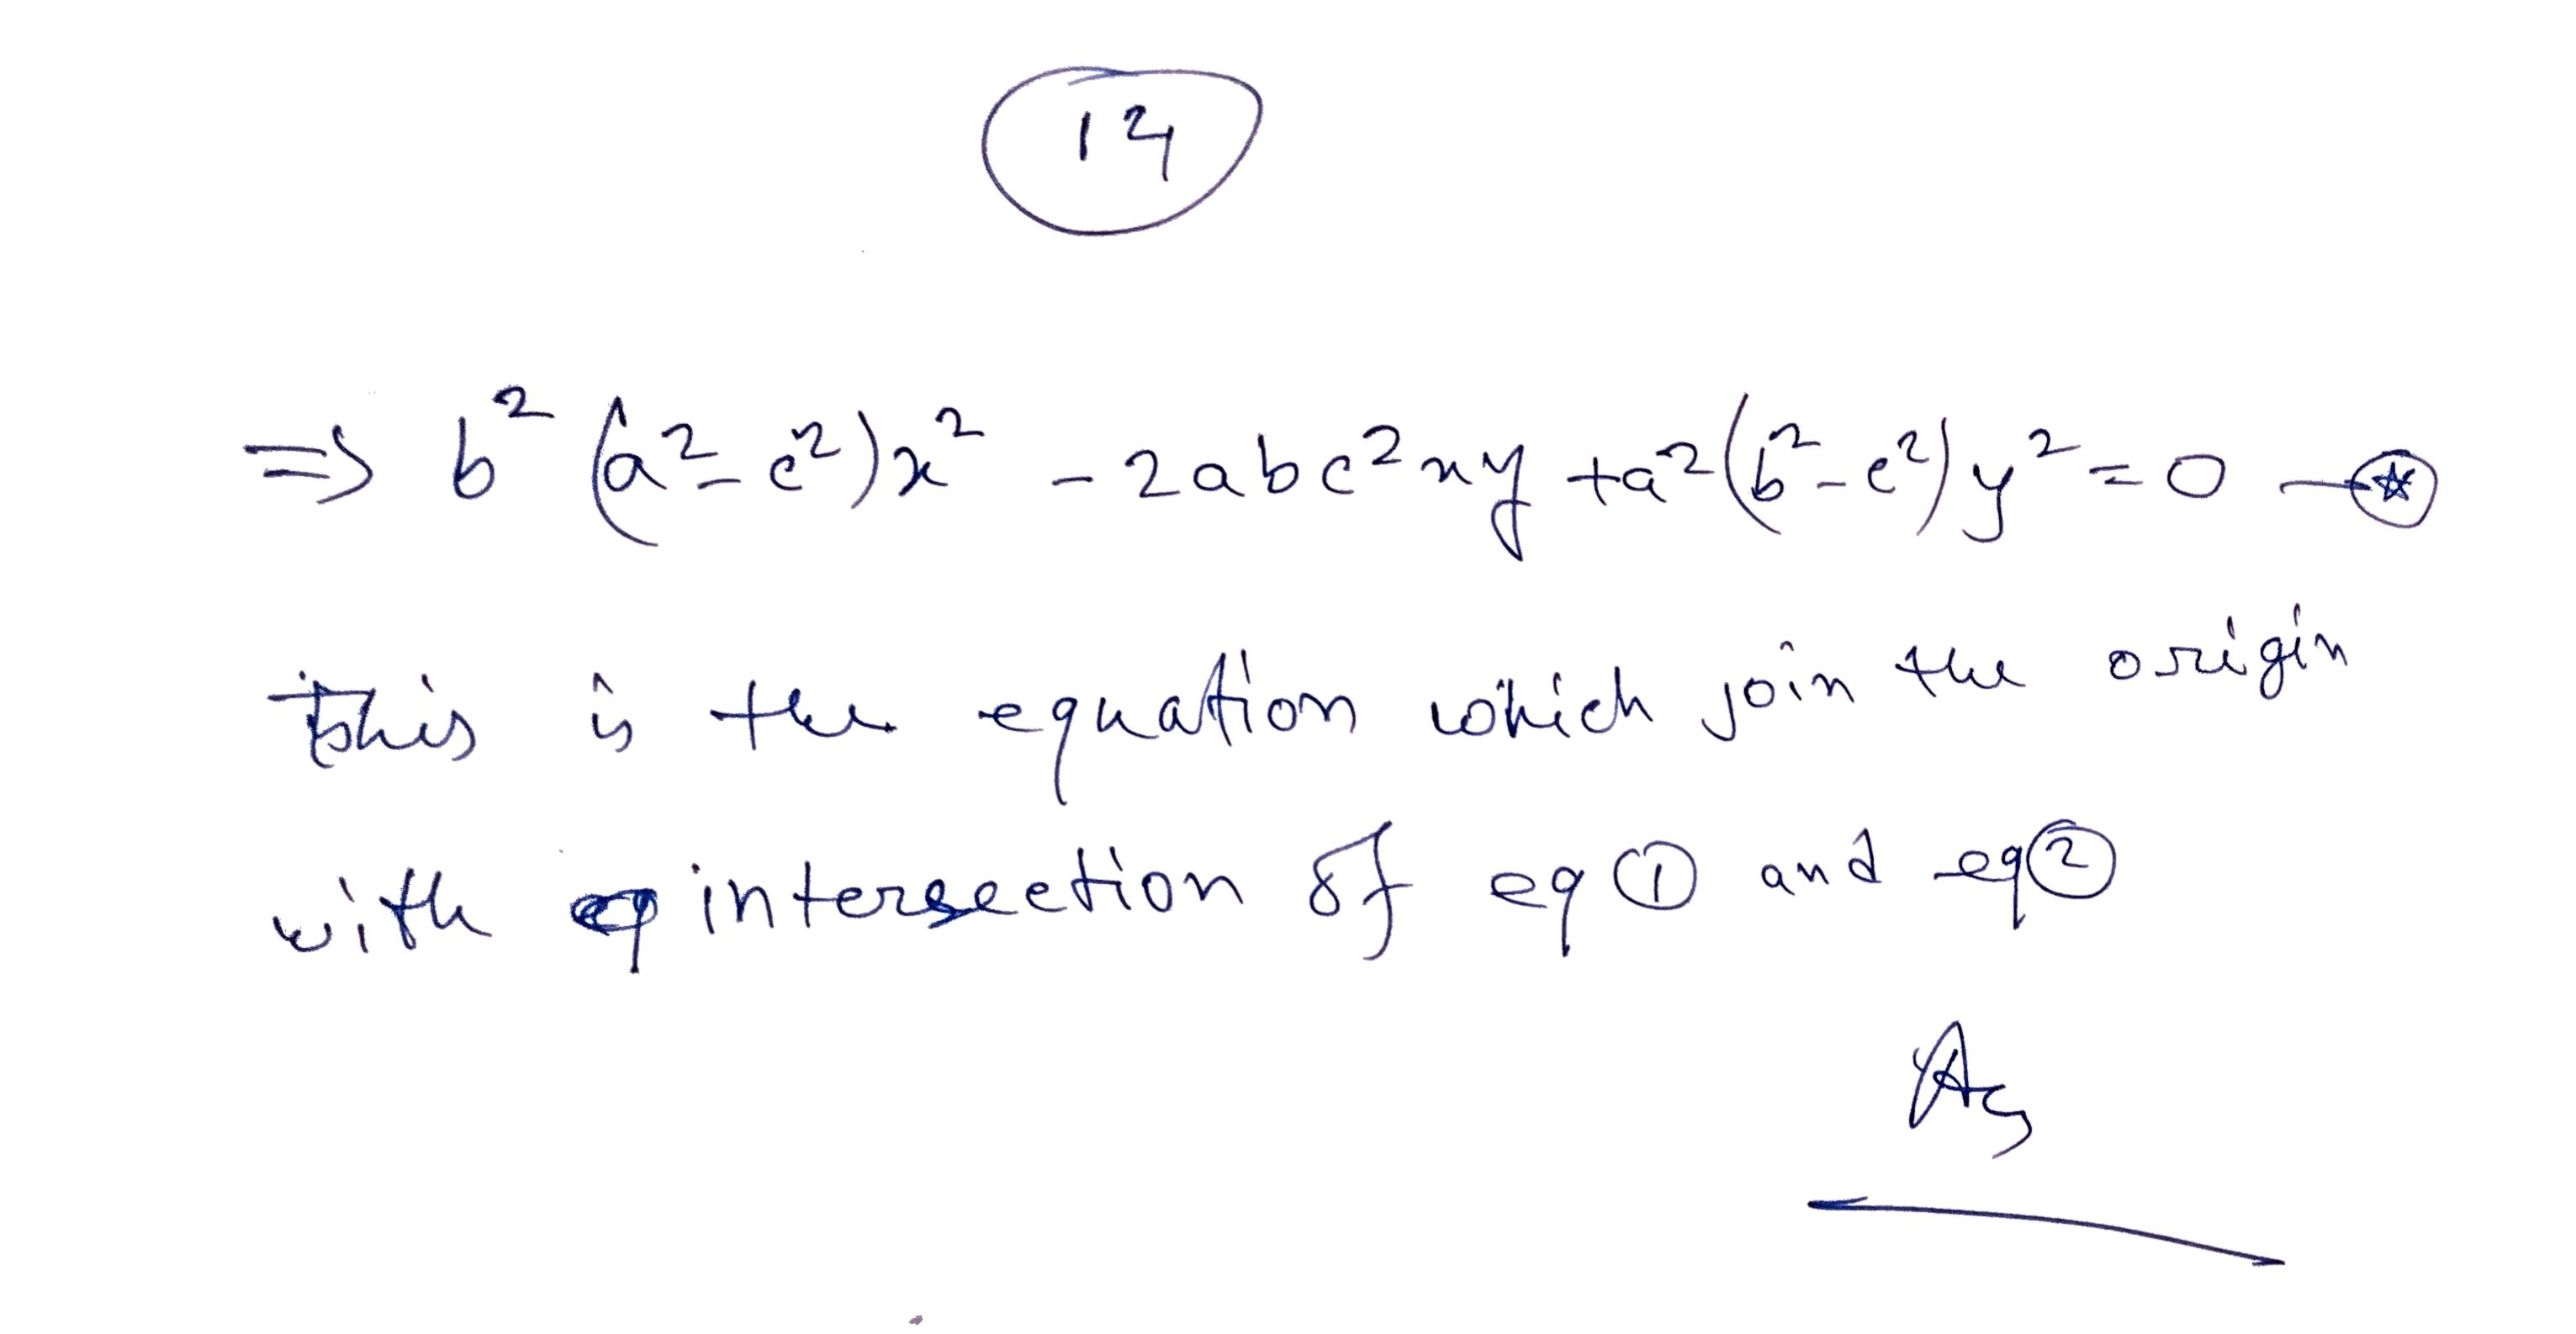 14
=> b² (a² - c²)x² - 2abc²xy + a²(b² - c²)y² = 0 —⊛
this is the equation which join the origin
with intersection of eq ① and eq ②